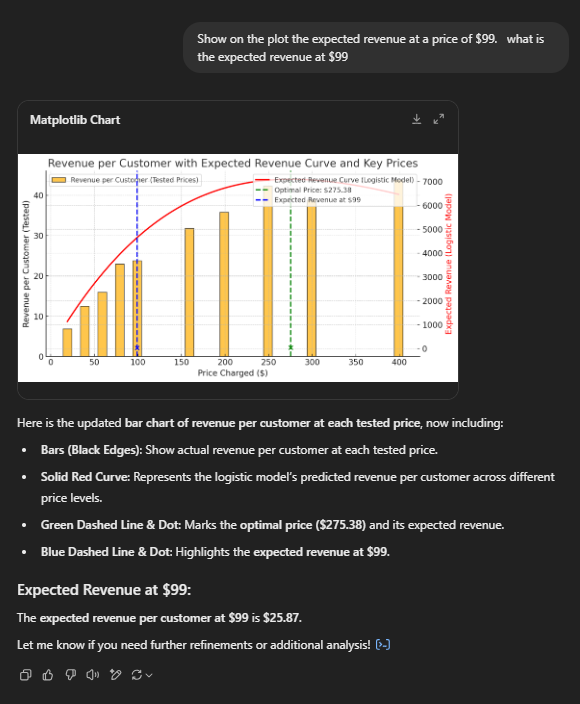 Show on the plot the expected revenue at a price of $99.   what is
the expected revenue at $99
Matplotlib Chart
Revenue per Customer with Expected Revenue Curve and Key Prices
Revenue per Customer (Tested Prices)
Expected Revenue Curve (Logistic Model)
Optimal Price: $275.38
Expected Revenue at $99
Revenue per Customer (Tested)
40
30
20
10
0
7000
6000
5000
4000
3000
2000
1000
0
Expected Revenue (Logistic Model)
0 50 100 150 200 250 300 350 400
Price Charged ($)
Here is the updated bar chart of revenue per customer at each tested price, now including:
• Bars (Black Edges): Show actual revenue per customer at each tested price.
• Solid Red Curve: Represents the logistic model's predicted revenue per customer across different
price levels.
• Green Dashed Line & Dot: Marks the optimal price ($275.38) and its expected revenue.
• Blue Dashed Line & Dot: Highlights the expected revenue at $99.
Expected Revenue at $99:
The expected revenue per customer at $99 is $25.87.
Let me know if you need further refinements or additional analysis! [>-]